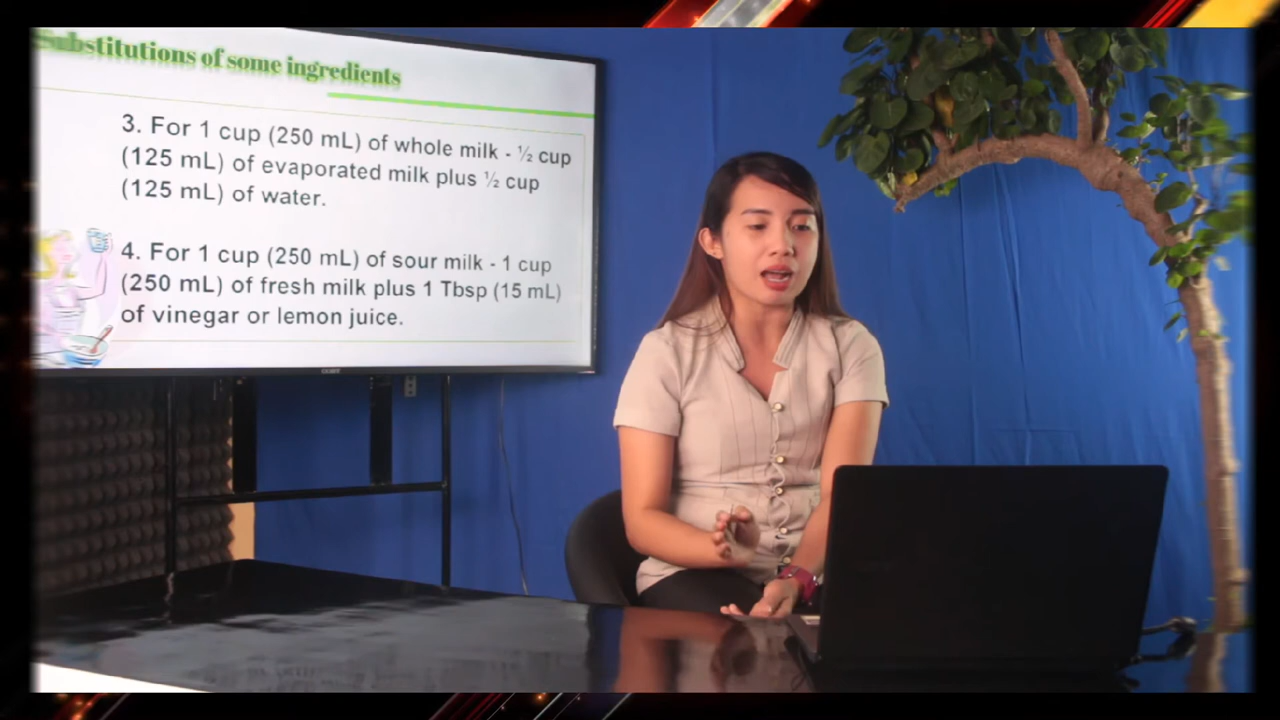 Substitutions of some ingredients
3. For 1 cup (250 mL) of whole milk - ½ cup
(125 mL) of evaporated milk plus ½ cup
(125 mL) of water.
4. For 1 cup (250 mL) of sour milk - 1 cup
(250 mL) of fresh milk plus 1 Tbsp (15 mL)
of vinegar or lemon juice.